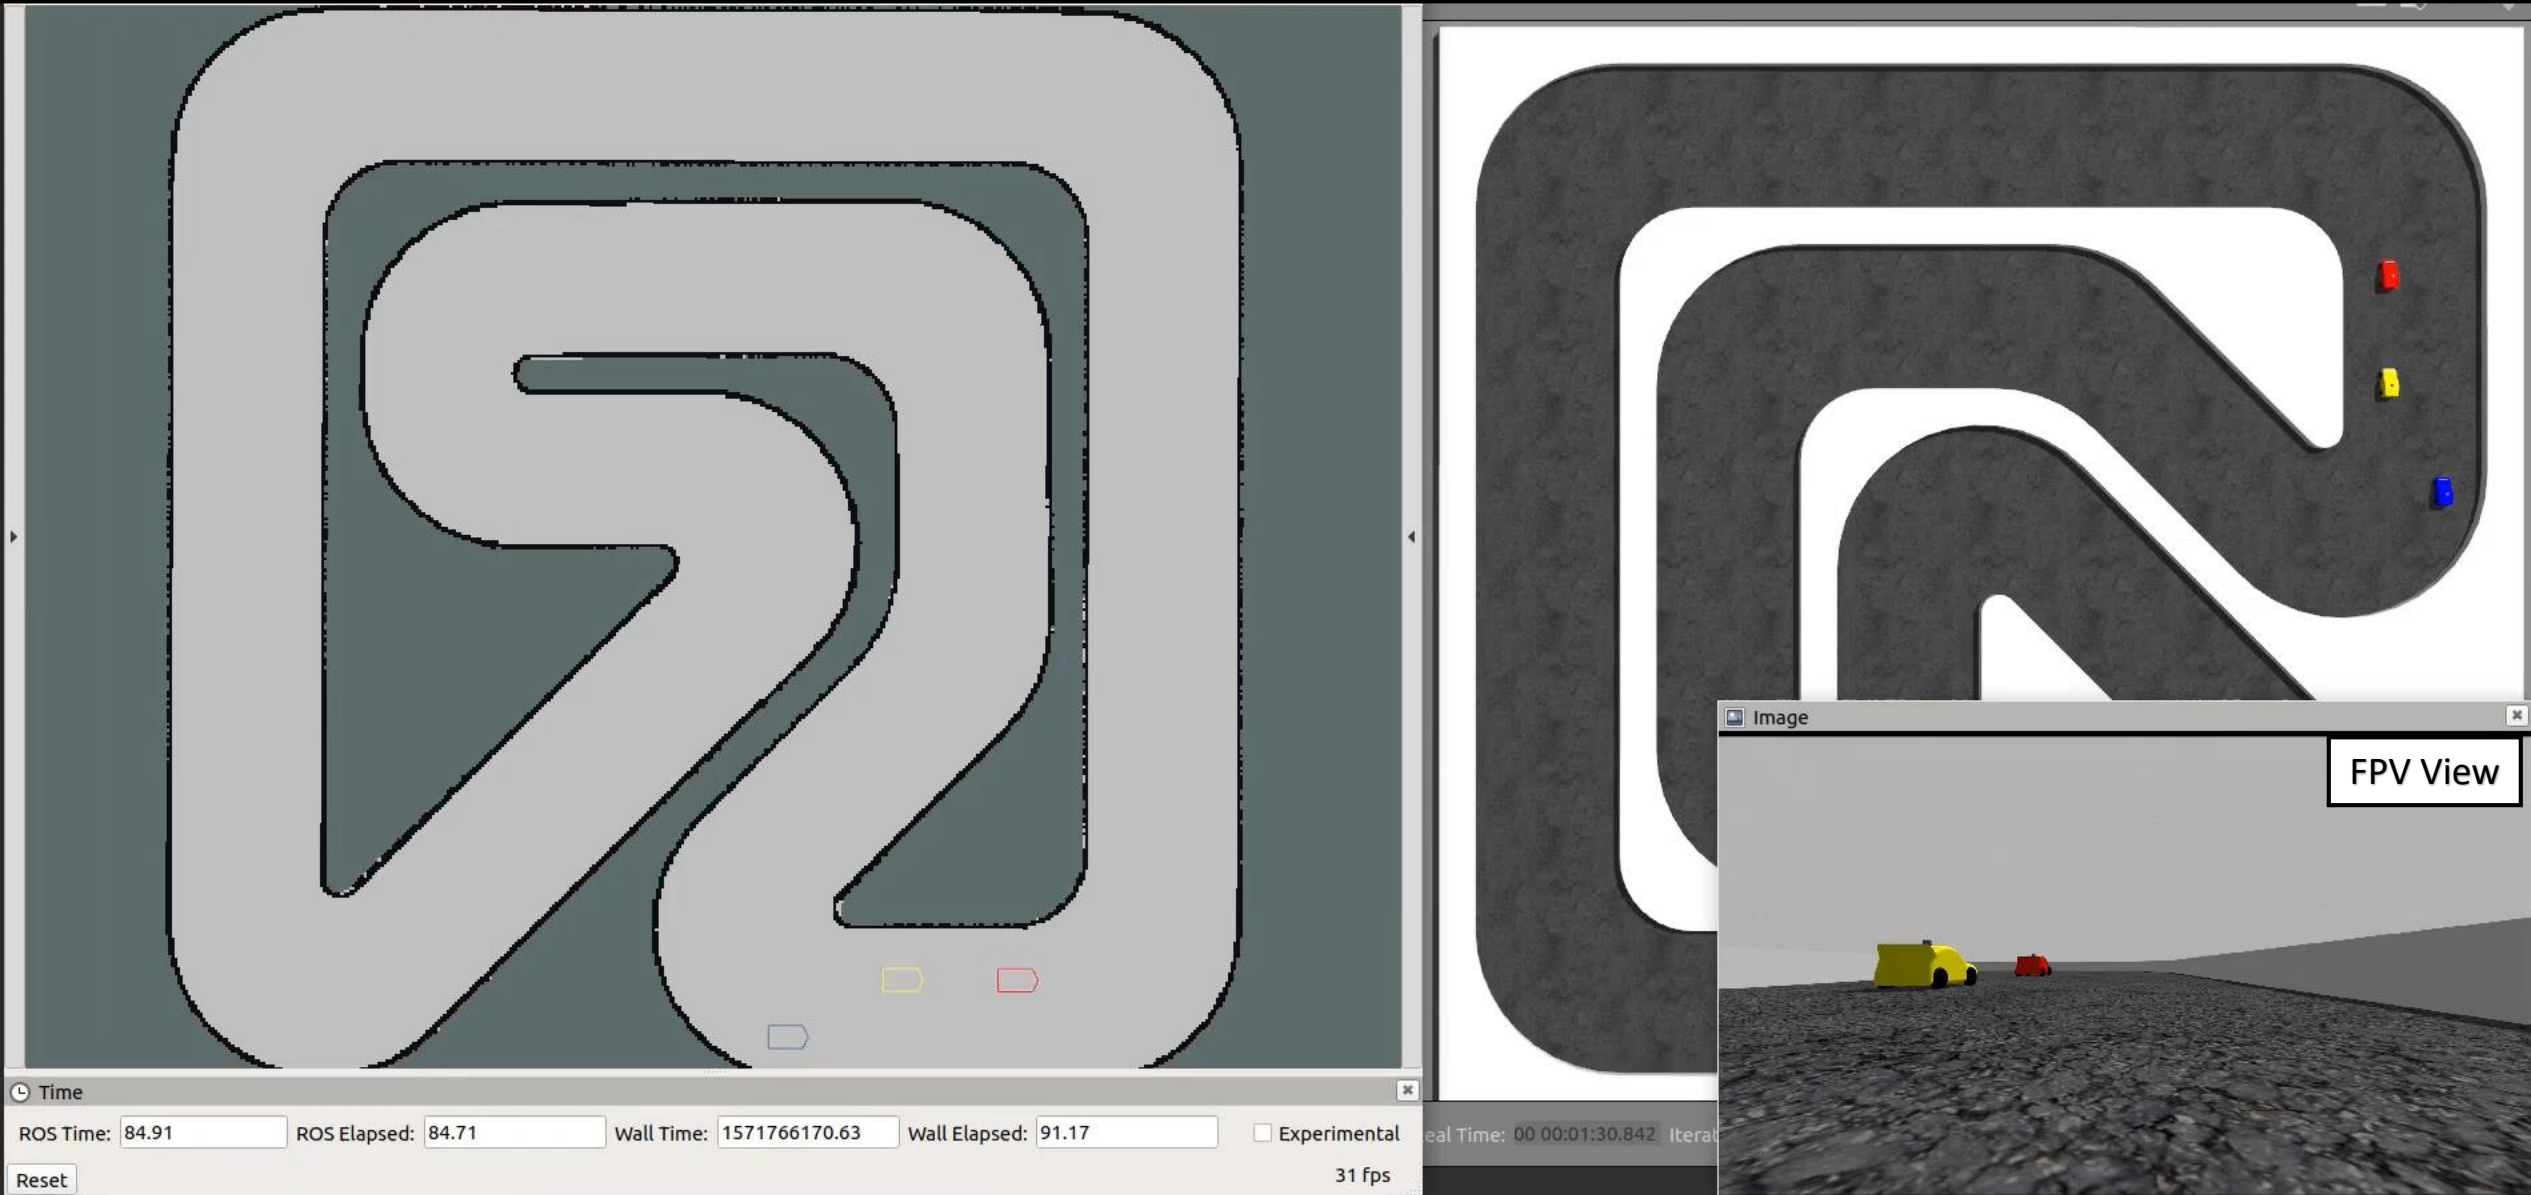 Image
FPV View
Time
ROS Time: 84.91 ROS Elapsed: 84.71 Wall Time: 1571766170.63 Wall Elapsed: 91.17 Experimental
eal Time: 00 00:01:30.842 Iterat
Reset 31 fps